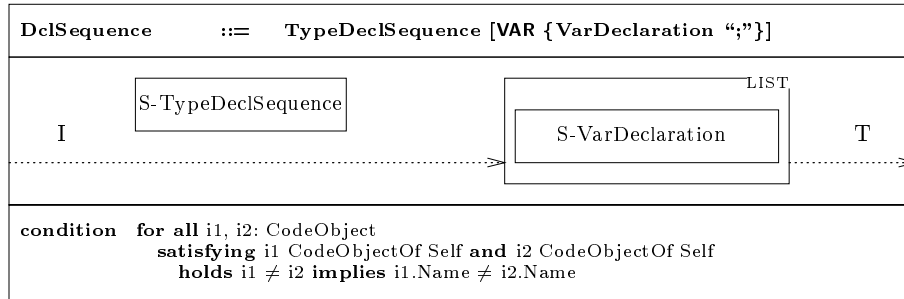 DclSequence ::= TypeDeclSequence [VAR {VarDeclaration “;”}]
LIST
S-TypeDeclSequence
I S-VarDeclaration T
condition for all i1, i2: CodeObject
satisfying i1 CodeObjectOf Self and i2 CodeObjectOf Self
holds i1 ≠ i2 implies i1.Name ≠ i2.Name